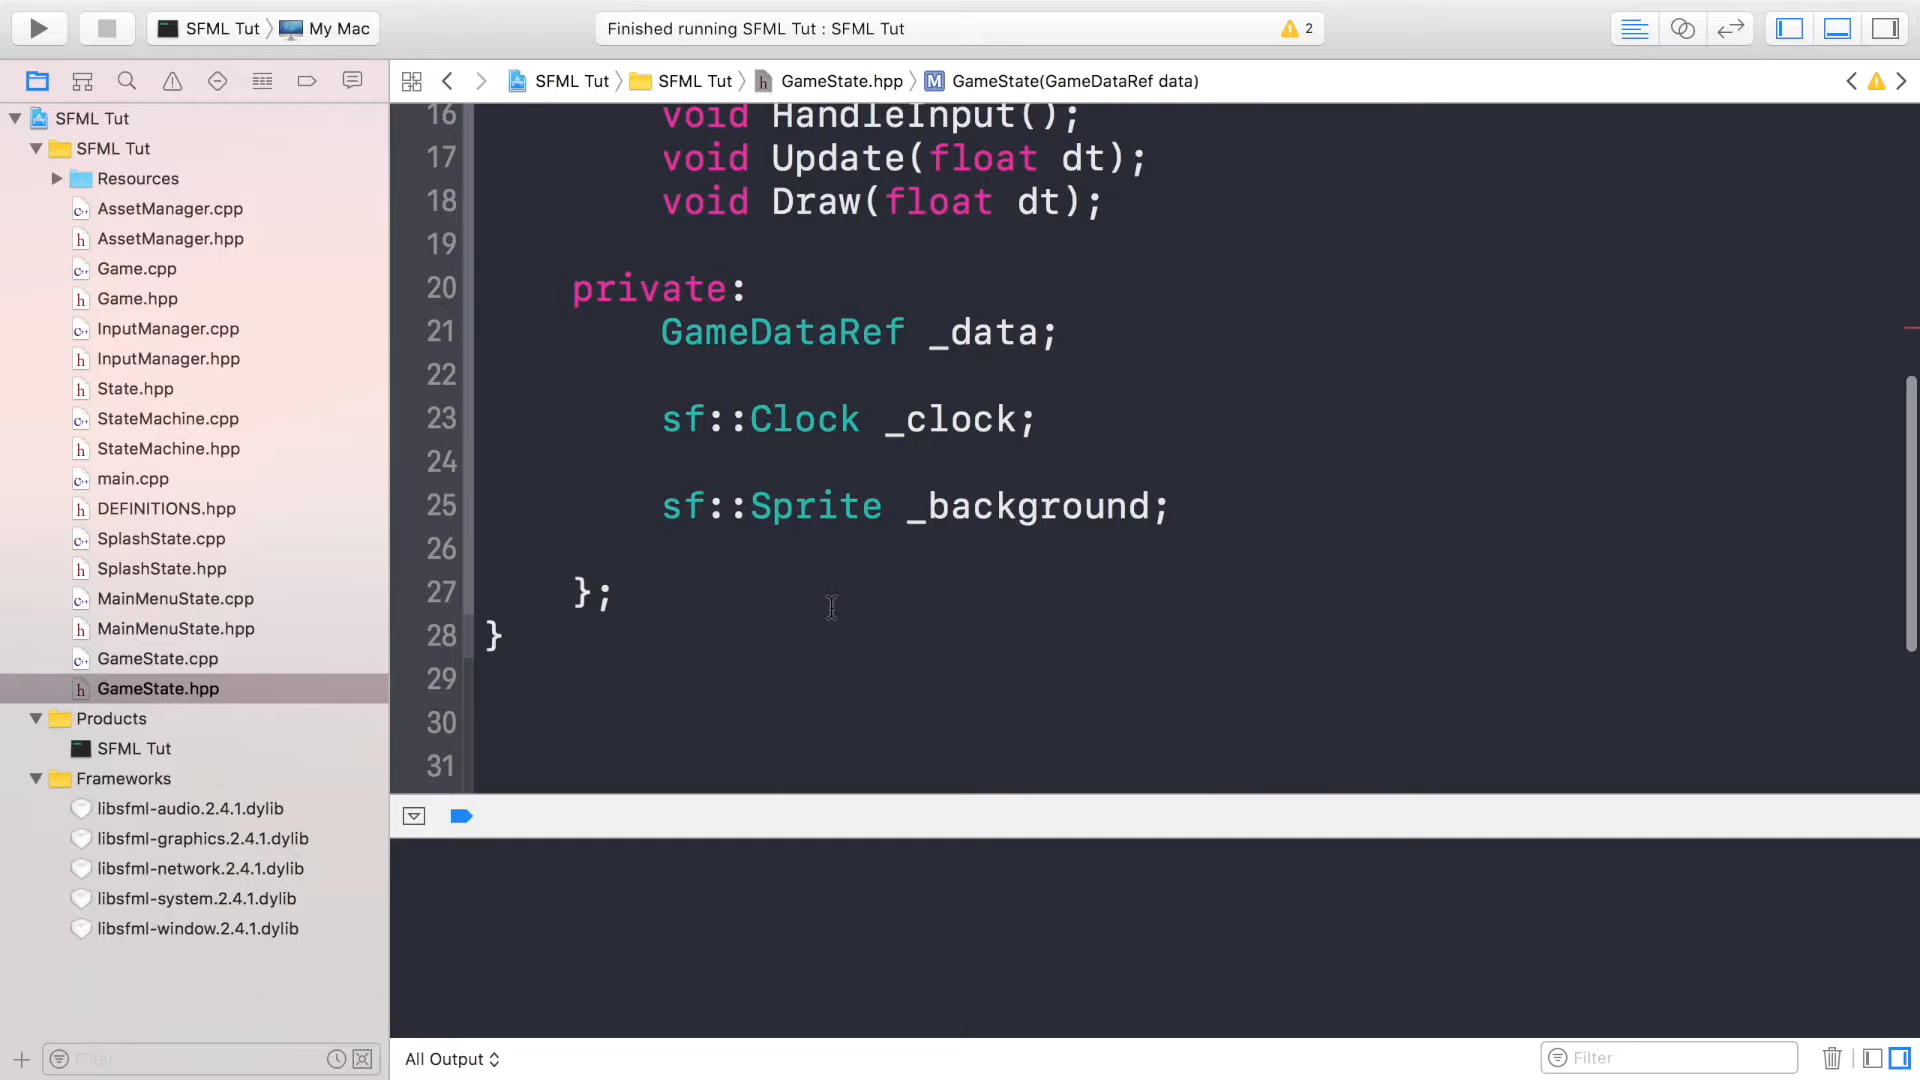 SFML Tut
My Mac
Finished running SFML Tut : SFML Tut
2
SFML Tut
SFML Tut
GameState.hpp
GameState(GameDataRef data)
SFML Tut
SFML Tut
Resources
AssetManager.cpp
AssetManager.hpp
Game.cpp
Game.hpp
InputManager.cpp
InputManager.hpp
State.hpp
StateMachine.cpp
StateMachine.hpp
main.cpp
DEFINITIONS.hpp
SplashState.cpp
SplashState.hpp
MainMenuState.cpp
MainMenuState.hpp
GameState.cpp
GameState.hpp
Products
SFML Tut
Frameworks
libsfml-audio.2.4.1.dylib
libsfml-graphics.2.4.1.dylib
libsfml-network.2.4.1.dylib
libsfml-system.2.4.1.dylib
libsfml-window.2.4.1.dylib
Filter
16 void HandleInput();
17 void Update(float dt);
18 void Draw(float dt);
19
20 private:
21 GameDataRef _data;
22
23 sf::Clock _clock;
24
25 sf::Sprite _background;
26
27 };
28 }
29
30
31
All Output
Filter